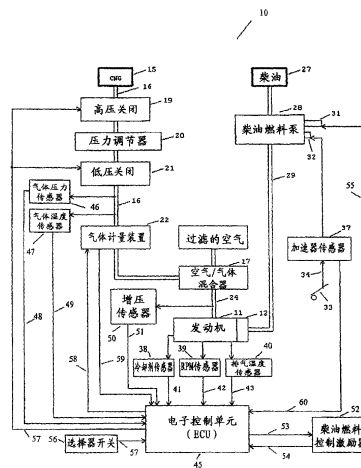 10
CNG
15
柴油
27
16
高压关闭
19
28
31
柴油燃料泵
压力调节器
20
32
低压关闭
21
29
55
气体压力
传感器
16
46
22
37
气体温度
传感器
气体计量装置
过滤的空气
加速器传感器
47
17
34
空气/气体
混合器
33
48
49
增压
传感器
24
11
12
发动机
50
51
38
39
40
58
59
冷却剂传感器
RPM传感器
排气温度
传感器
41
42
43
60
52
电子控制单元
(ECU)
53
柴油燃料
控制激励器
57
56
选择器开关
57
54
45